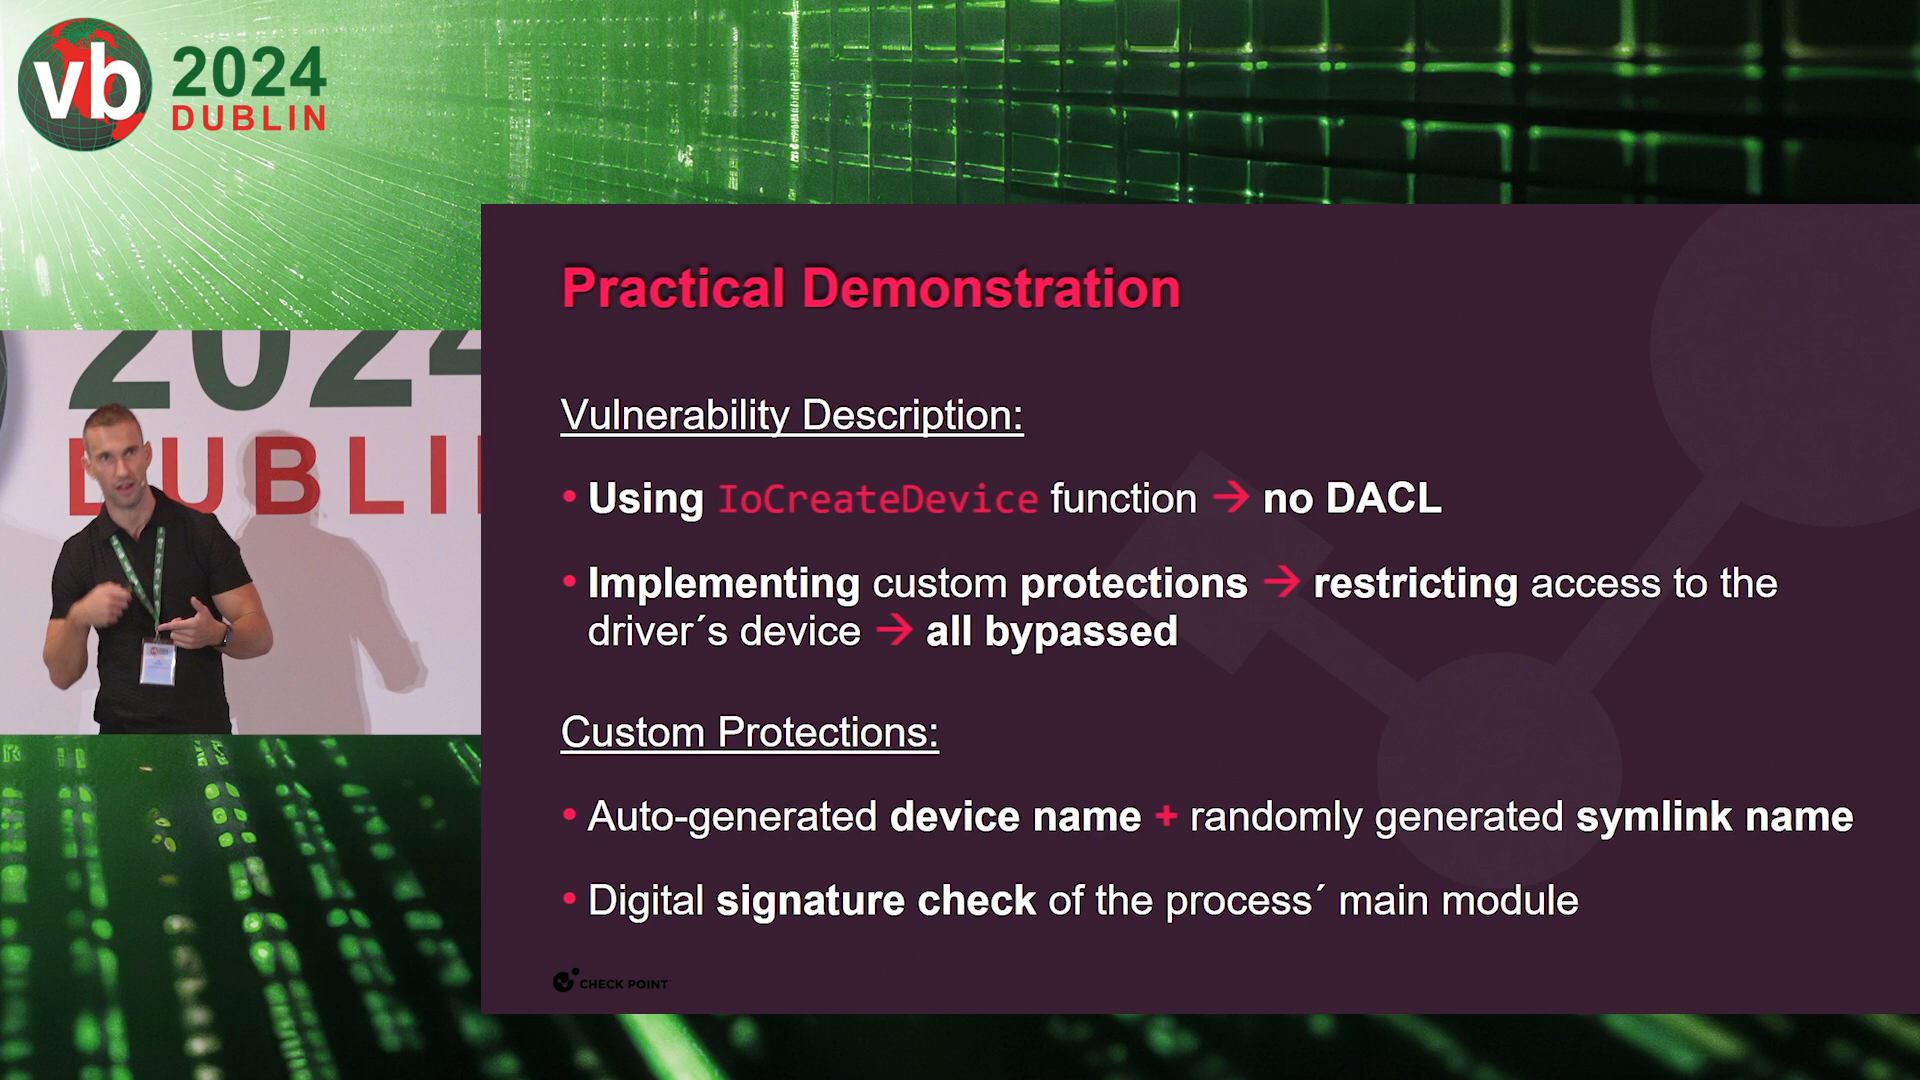 vb
2024
DUBLIN
Practical Demonstration
2024
DUBLI
Vulnerability Description:
• Using IoCreateDevice function → no DACL
• Implementing custom protections → restricting access to the
driver´s device → all bypassed
Custom Protections:
• Auto-generated device name + randomly generated symlink name
• Digital signature check of the process´ main module
CHECK POINT